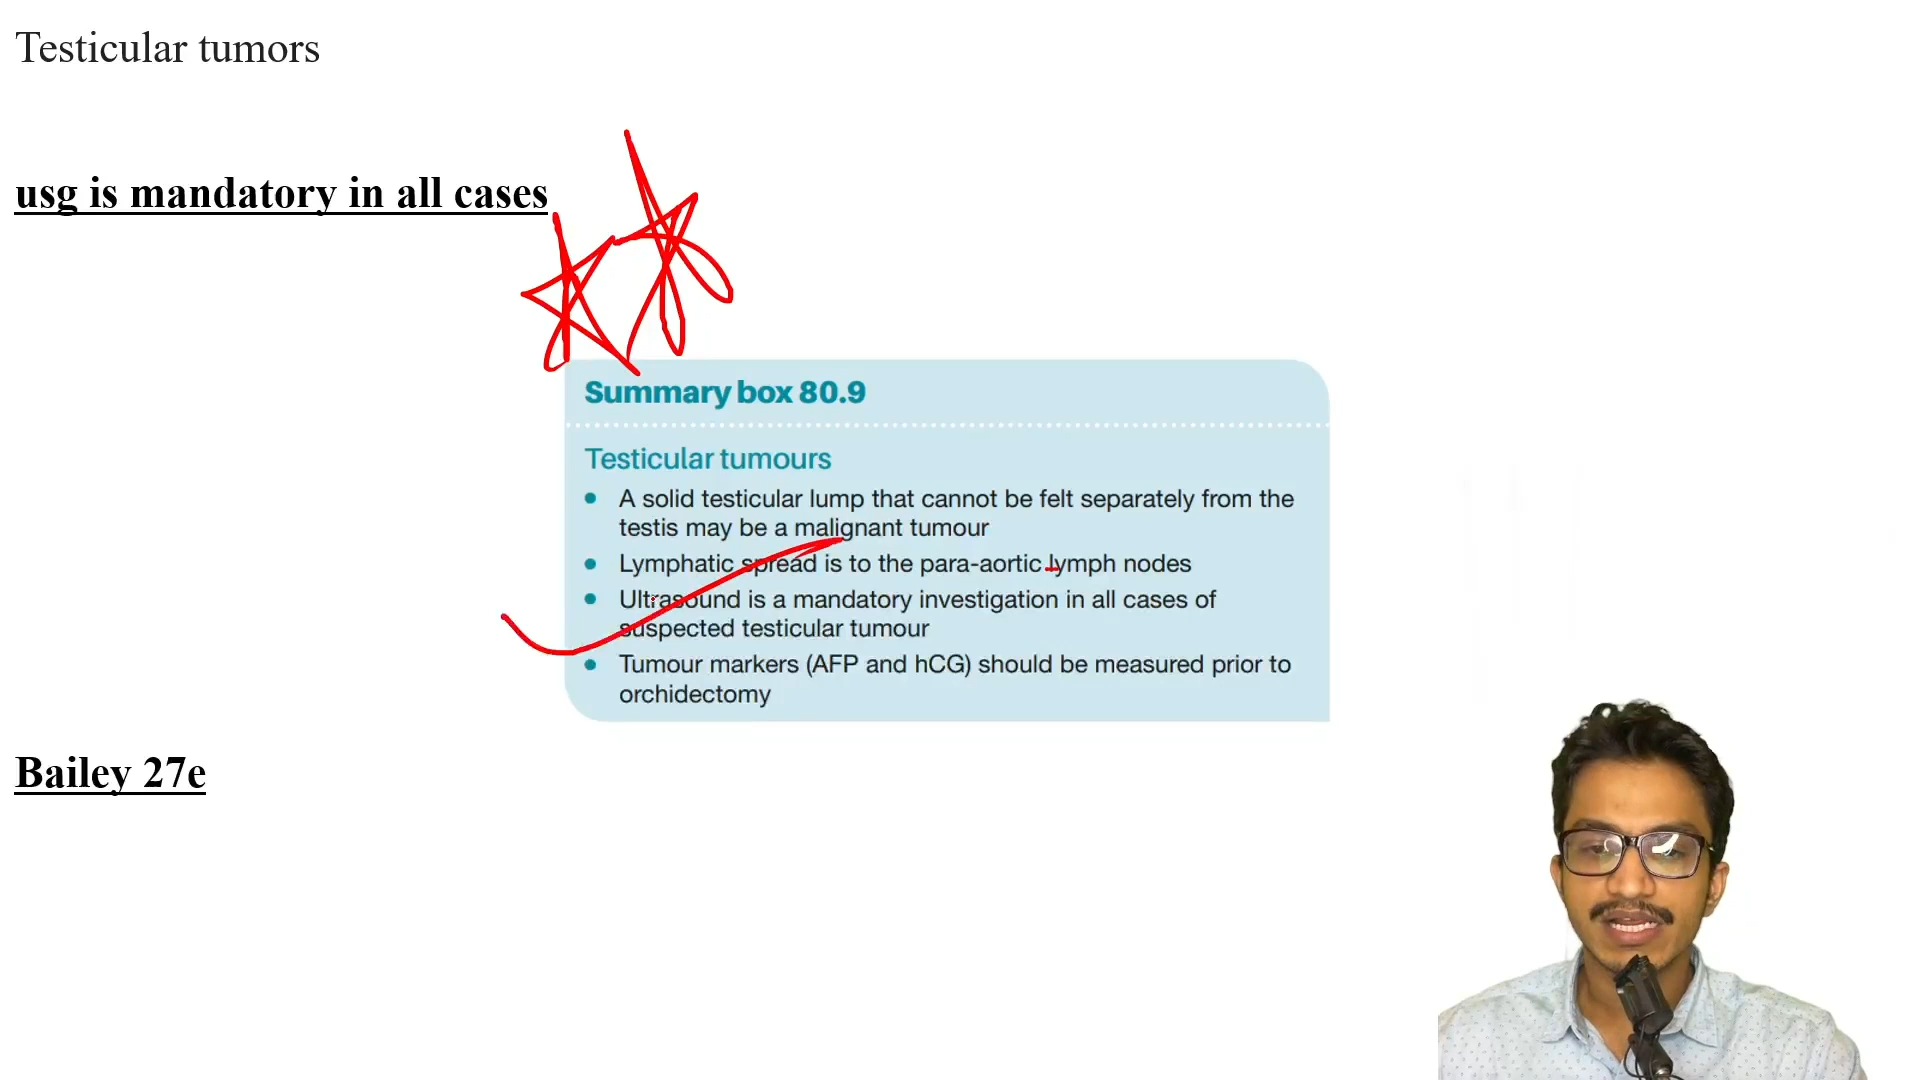 Testicular tumors
usg is mandatory in all cases
Summary box 80.9
Testicular tumours
A solid testicular lump that cannot be felt separately from the
testis may be a malignant tumour
Lymphatic spread is to the para-aortic lymph nodes
Ultrasound is a mandatory investigation in all cases of
suspected testicular tumour
Tumour markers (AFP and hCG) should be measured prior to
orchidectomy
Bailey 27e